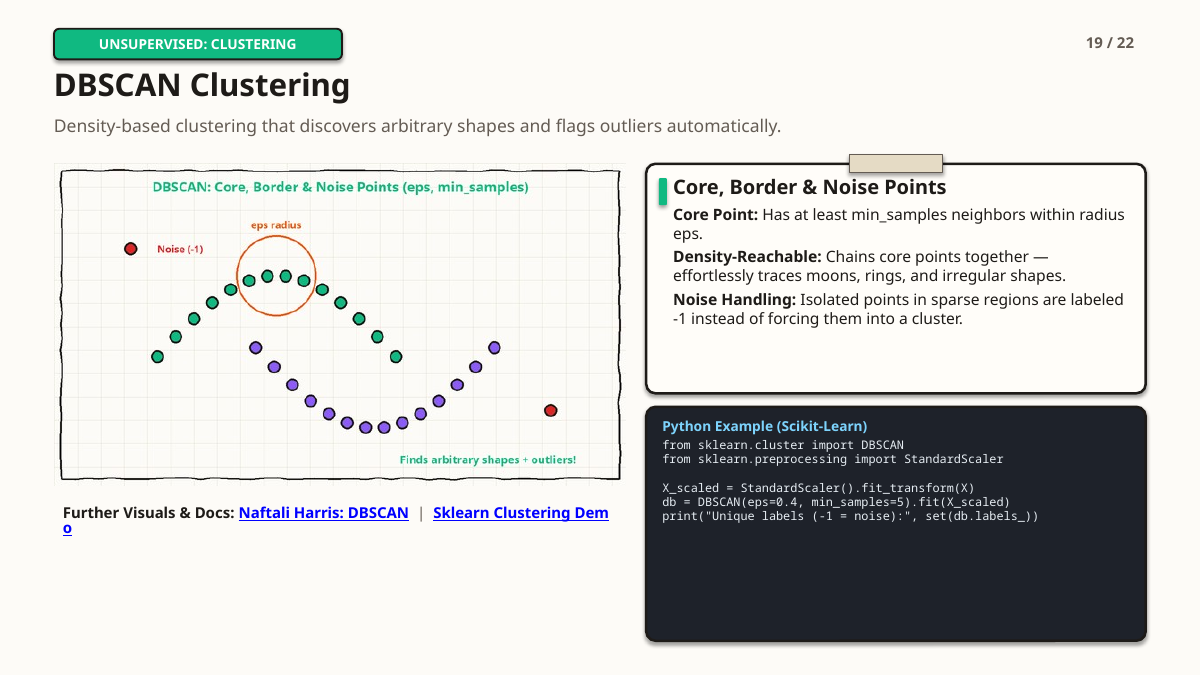 UNSUPERVISED: CLUSTERING
19 / 22
DBSCAN Clustering
Density-based clustering that discovers arbitrary shapes and flags outliers automatically.
DBSCAN: Core, Border & Noise Points (eps, min_samples)
eps radius
Noise (-1)
Finds arbitrary shapes + outliers!
Further Visuals & Docs: Naftali Harris: DBSCAN | Sklearn Clustering Dem
o
Core, Border & Noise Points
Core Point: Has at least min_samples neighbors within radius
eps.
Density-Reachable: Chains core points together —
effortlessly traces moons, rings, and irregular shapes.
Noise Handling: Isolated points in sparse regions are labeled
-1 instead of forcing them into a cluster.
Python Example (Scikit-Learn)
from sklearn.cluster import DBSCAN
from sklearn.preprocessing import StandardScaler
X_scaled = StandardScaler().fit_transform(X)
db = DBSCAN(eps=0.4, min_samples=5).fit(X_scaled)
print("Unique labels (-1 = noise):", set(db.labels_))